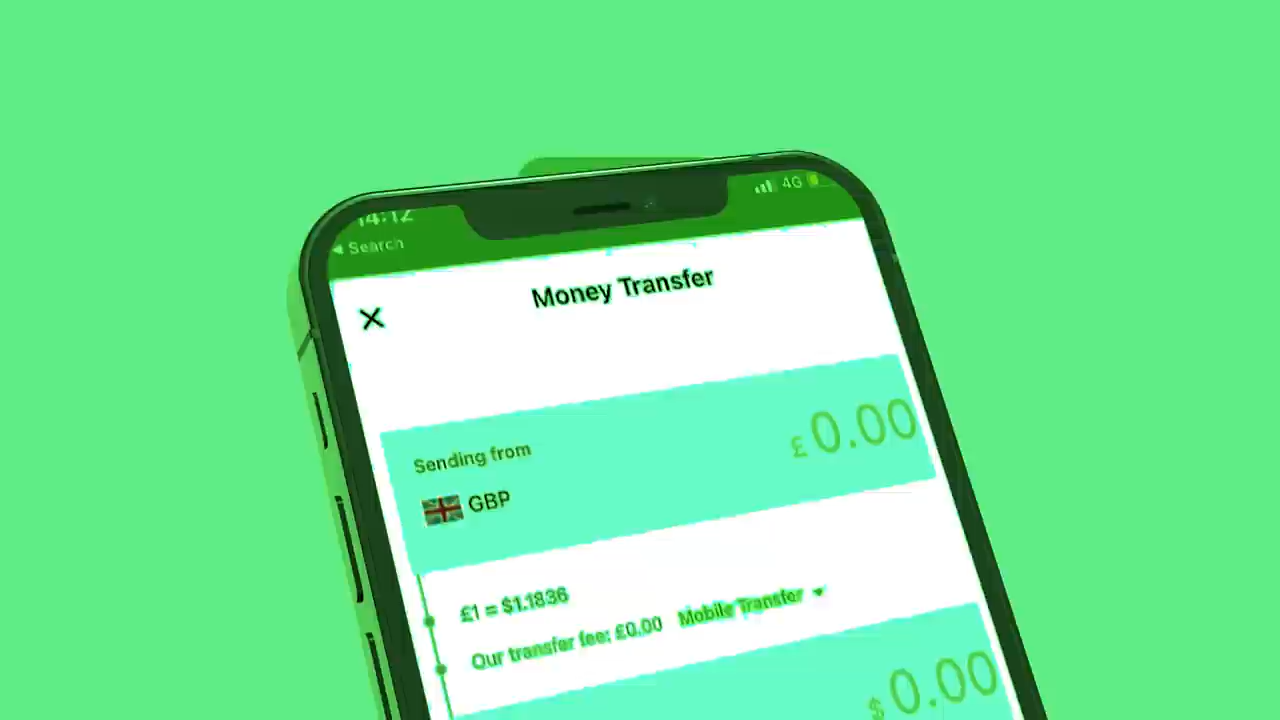 14:12
4G
Search
Money Transfer
Sending from
£0.00
GBP
£1 = $1.1836
Our transfer fee: £0.00 Mobile Transfer
$0.00